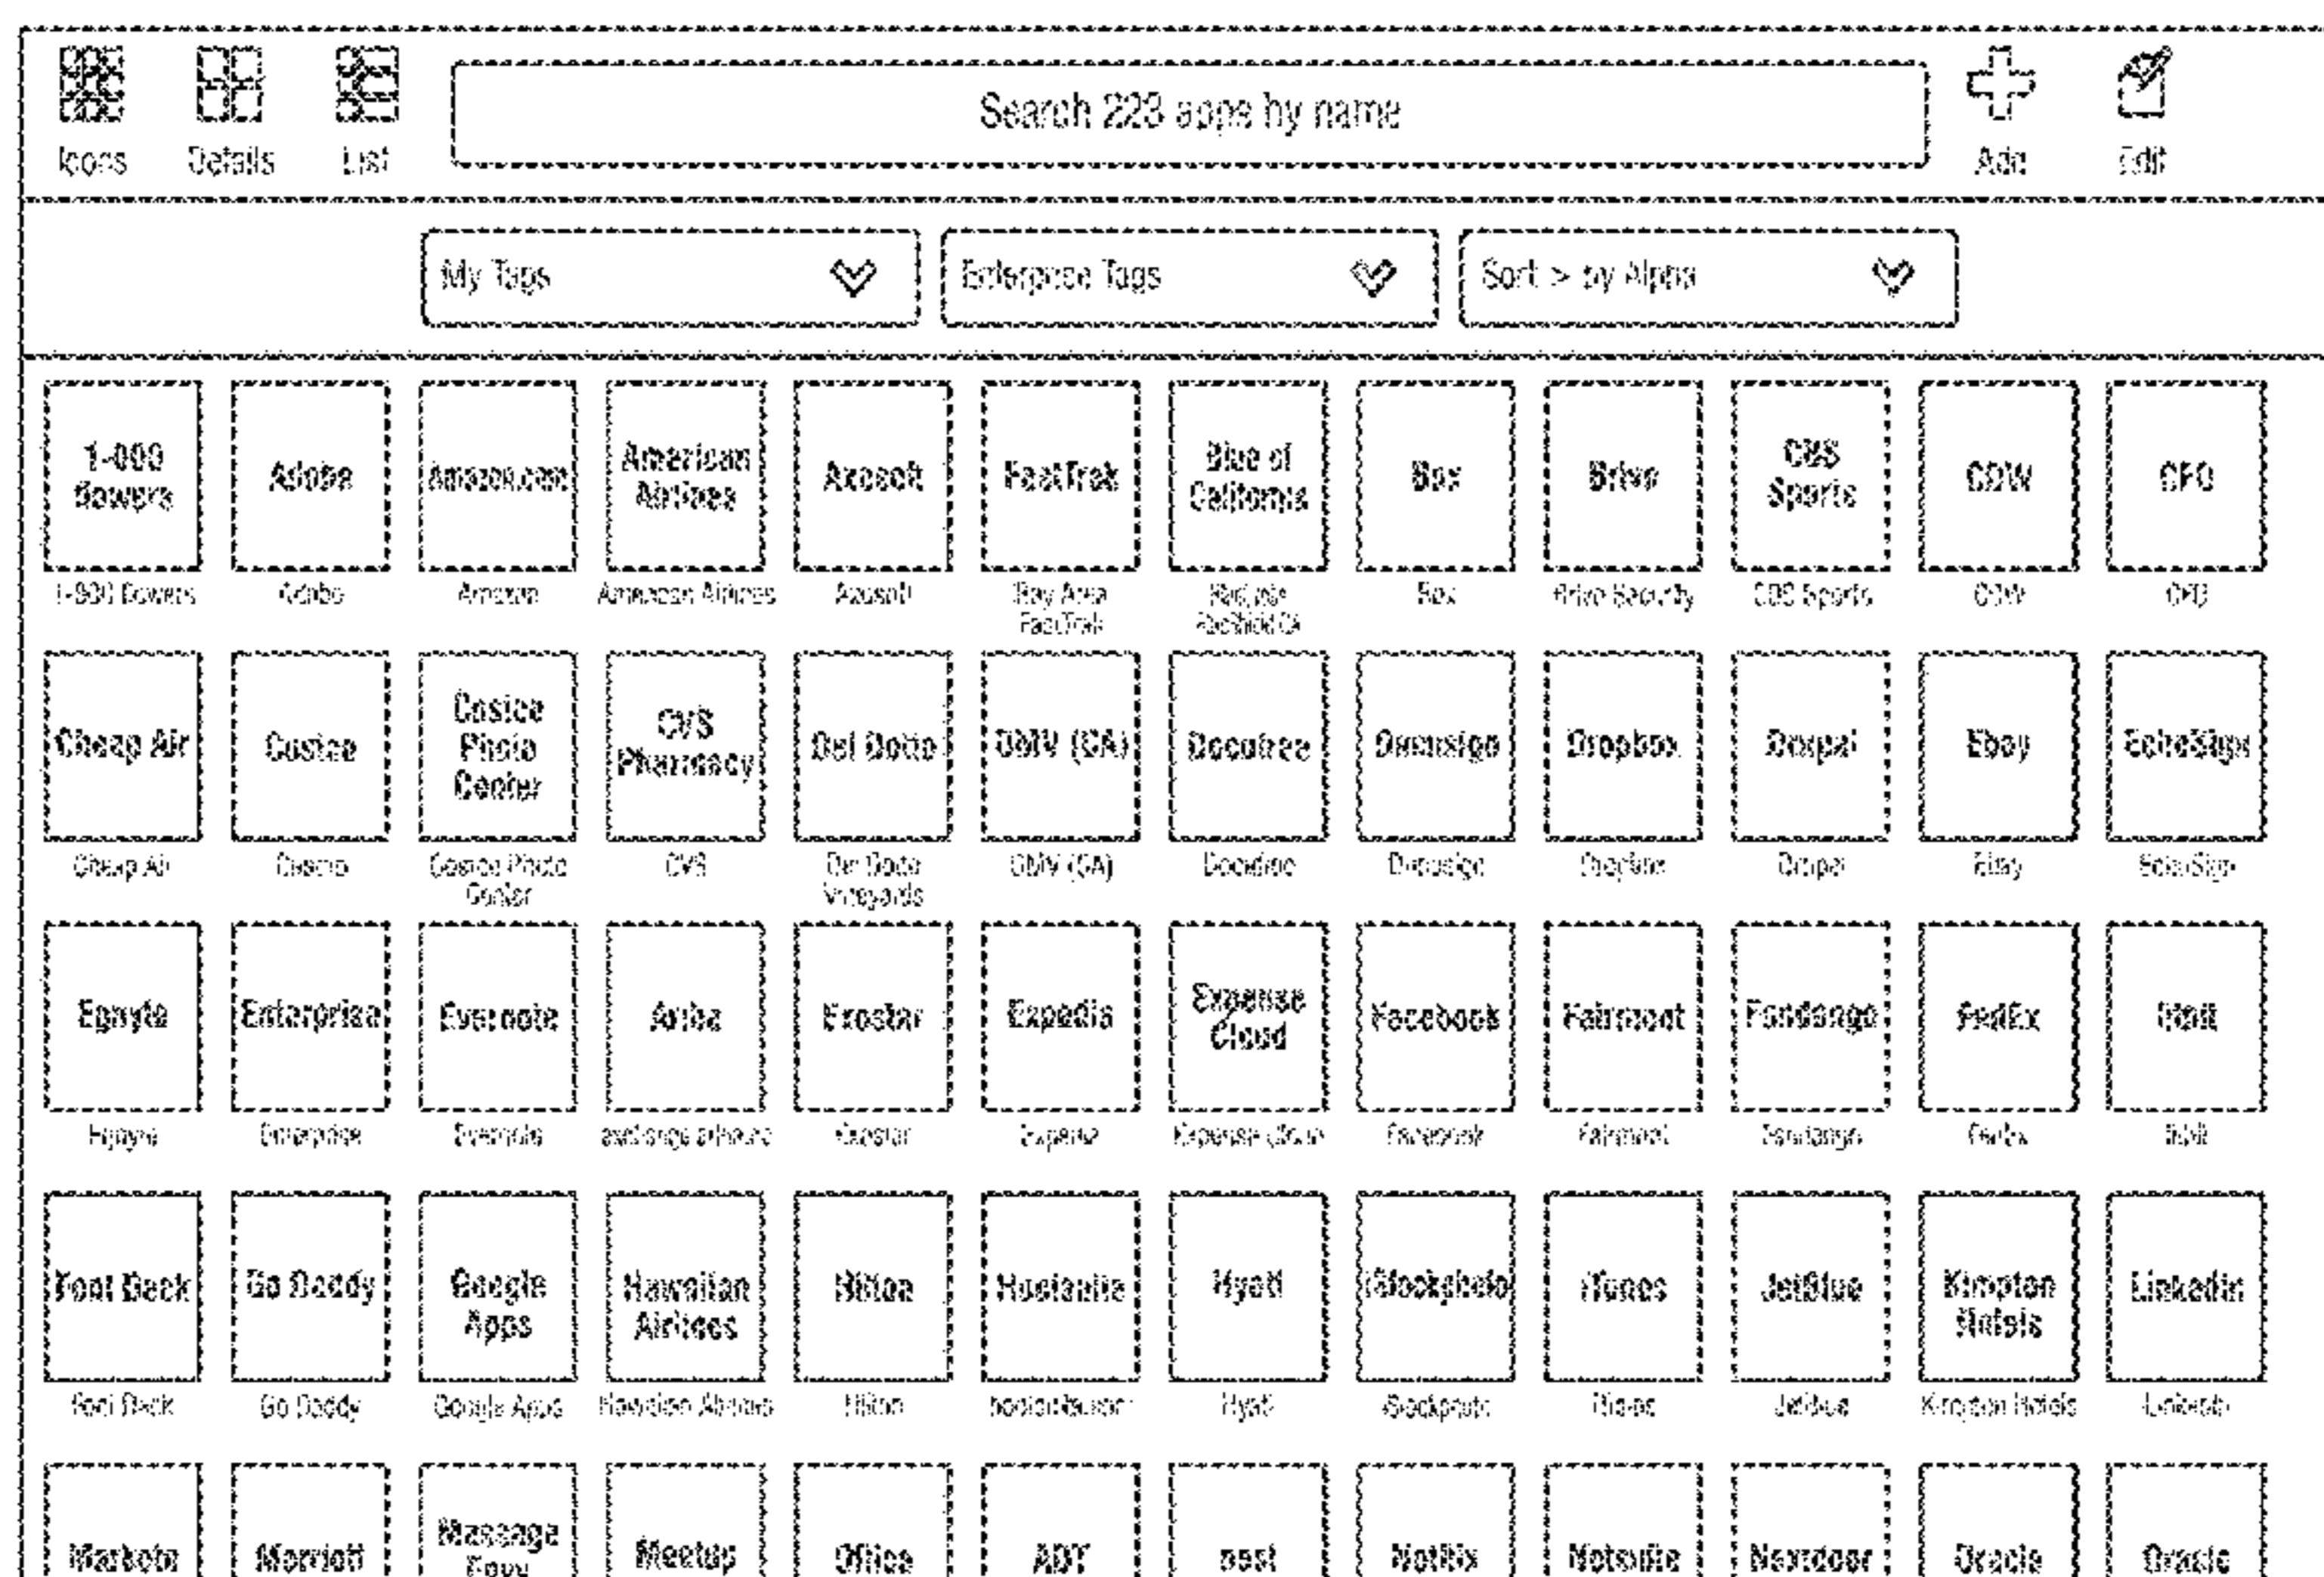 Icons Details List Search 228 apps by name Add Edit
My Tags Enterprise Tags Sort > by Alpha
1-800 flowers Adobe Amazon.com American Airlines Axosoft FastTrak Blue of California Box Brivo CBS Sports CDW
1-800 flowers Adobe Amazon American Airlines Axosoft Bay Area FastTrak Box Brivo Security CBS Sports CDW
Cheap Air Costco Costco Photo Center CVS Pharmacy Del Dotto DMV (CA) Docufree Docusign Dropbox Drupal Ebay EchoSign
Cheap Air Costco Costco Photo Center CVS Del Dotto Vineyards DMV (CA) Docufree Docusign Dropbox Drupal Ebay EchoSign
Egnyte Enterprise Evernote Ariba Exostar Expedia Expense Cloud Facebook Fairmont Fandango FedEx
Egnyte Enterprise Evernote Exostar Expedia Expense Cloud Facebook Fairmont Fandango FedEx
Go Daddy Google Apps Hawaiian Airlines Hilton Hootsuite Hyatt iStockphoto iTunes JetBlue Kimpton Hotels LinkedIn
Go Daddy Google Apps Hawaiian Airlines Hilton Hyatt iStockphoto iTunes JetBlue Kimpton Hotels LinkedIn
Marketo Marriott Massage Envy Meetup Office ADT nest Netflix Netsuite Nextdoor Oracle Oracle